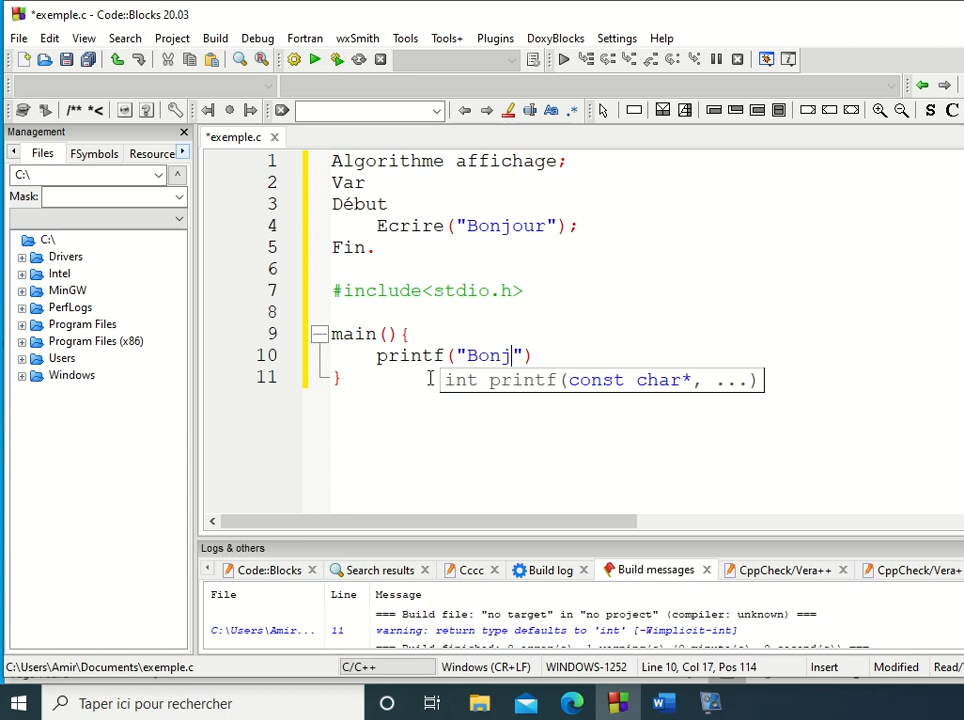 *exemple.c - Code::Blocks 20.03
File Edit View Search Project Build Debug Fortran wxSmith Tools Tools+ Plugins DoxyBlocks Settings Help
/** *<
Aa .* S C
Management
*exemple.c
Files FSymbols Resource
C:\
Mask:
C:\
Drivers
Intel
MinGW
PerfLogs
Program Files
Program Files (x86)
Users
Windows
1 Algorithme affichage;
2 Var
3 Début
4 Ecrire("Bonjour");
5 Fin.
6
7 #include<stdio.h>
8
9 main(){
10 printf("Bonj")
11 }
int printf(const char*, ...)
Logs & others
Code::Blocks Search results Cccc Build log Build messages CppCheck/Vera++ CppCheck/Vera+
File Line Message
=== Build file: "no target" in "no project" (compiler: unknown) ===
C:\Users\Amir... 11 warning: return type defaults to 'int' [-Wimplicit-int]
=== Build finished: 0 error(s), 1 warning(s) (0 minute(s), 0 second(s)) ===
C:\Users\Amir\Documents\exemple.c C/C++ Windows (CR+LF) WINDOWS-1252 Line 10, Col 17, Pos 114 Insert Modified Read/
Taper ici pour rechercher